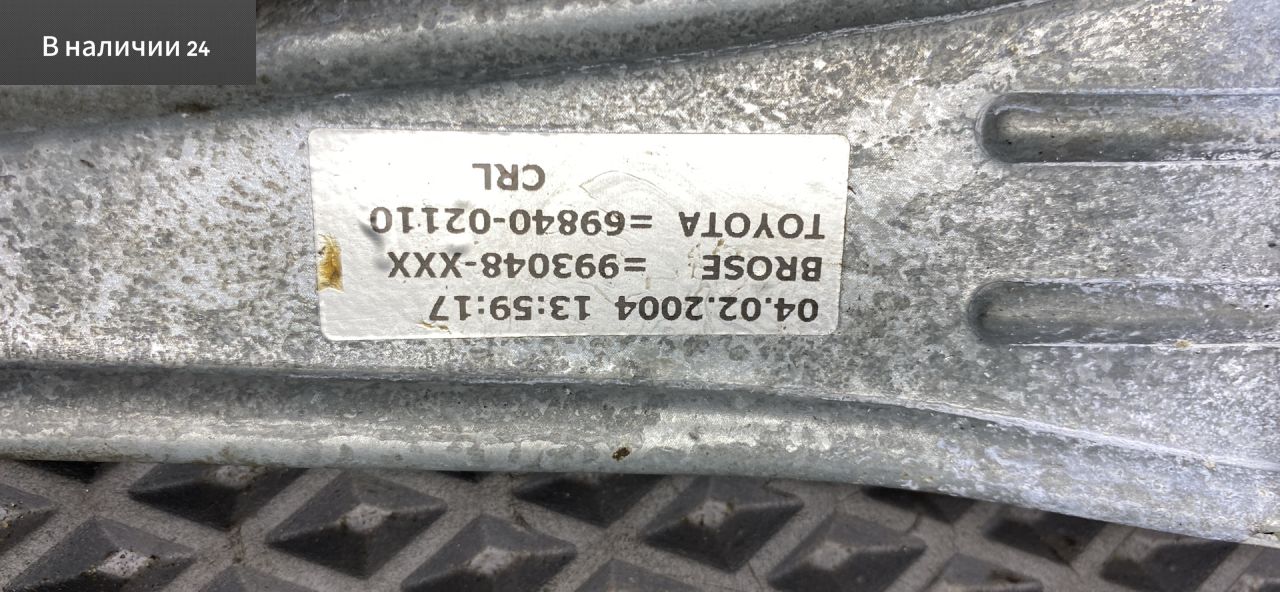 В наличии 24
04.02.2004 13:59:17
BROSE =993048-XXX
TOYOTA =69840-02110
CRL